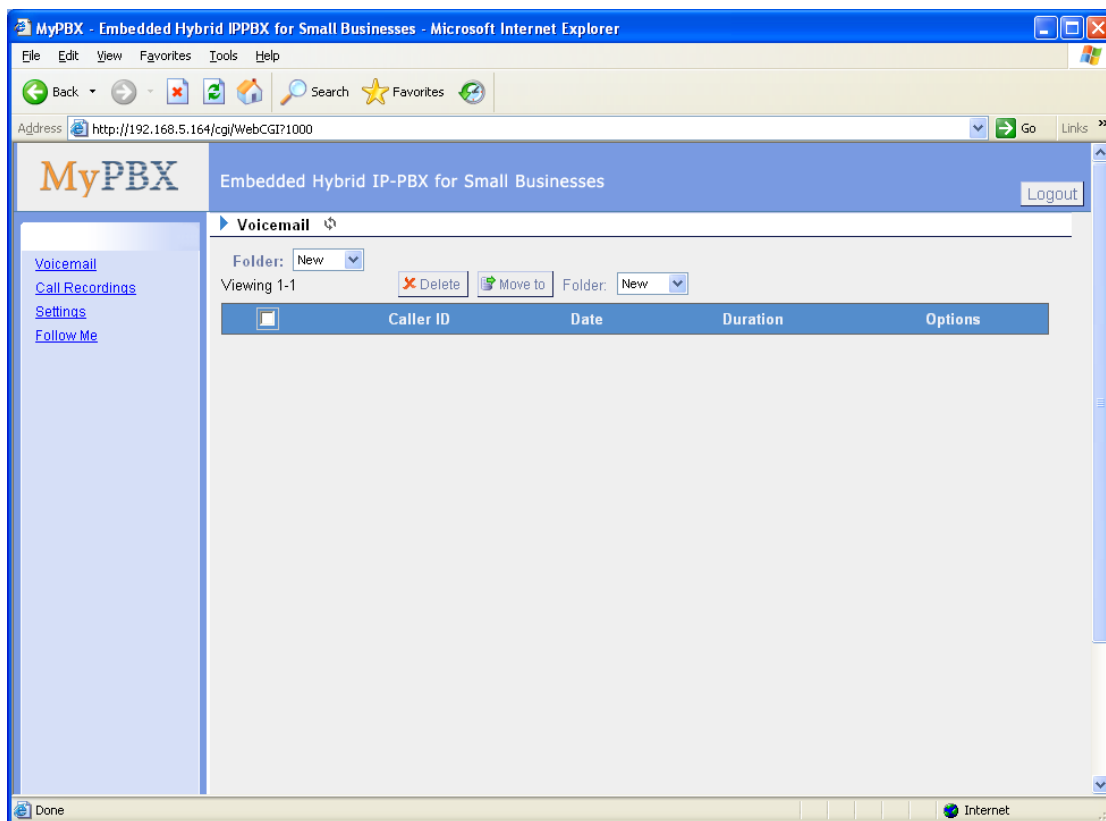 MyPBX - Embedded Hybrid IPPBX for Small Businesses - Microsoft Internet Explorer
File Edit View Favorites Tools Help
Back Search Favorites
Address http://192.168.5.164/cgi/WebCGI?1000 Go Links »
MyPBX Embedded Hybrid IP-PBX for Small Businesses
Logout
Voicemail
Voicemail
Call Recordings
Settings
Follow Me
Folder: New
Viewing 1-1 Delete Move to Folder: New
Caller ID Date Duration Options
Done Internet